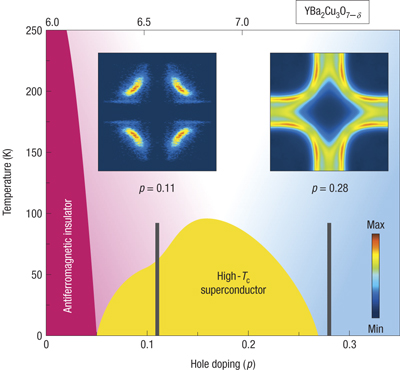 YBa2Cu3O7–δ
6.0 6.5 7.0
250
200
150
100
50
0
Temperature (K)
Antiferromagnetic insulator
p = 0.11
p = 0.28
High-Tc
superconductor
Max
Min
0 0.1 0.2 0.3
Hole doping (p)